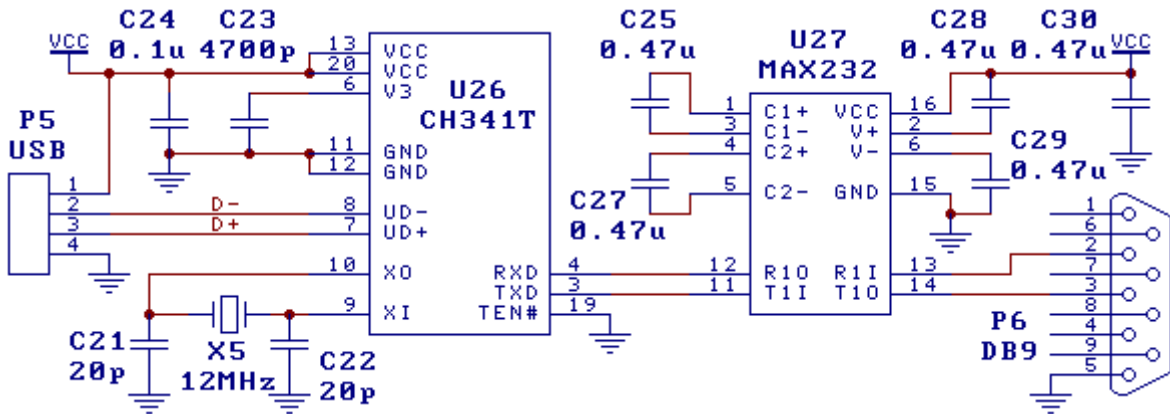 C24 C23
VCC 0.1u 4700p
C25
0.47u
U27
MAX232
C28 C30
0.47u 0.47u
VCC
P5
USB
1
2
3
4
D-
D+
U26
CH341T
13 VCC
20 VCC
6 V3
11 GND
12 GND
8 UD-
7 UD+
10 XO
9 XI
RXD 4
TXD 3
TEN# 19
C21
20p
X5
12MHz
C22
20p
C27
0.47u
1 C1+
3 C1-
4 C2+
5 C2-
12 R1O
11 T1I
VCC 16
V+ 2
V- 6
GND 15
R1I 13
T1O 14
C29
0.47u
1
6
2
7
3
8
4
9
5
P6
DB9